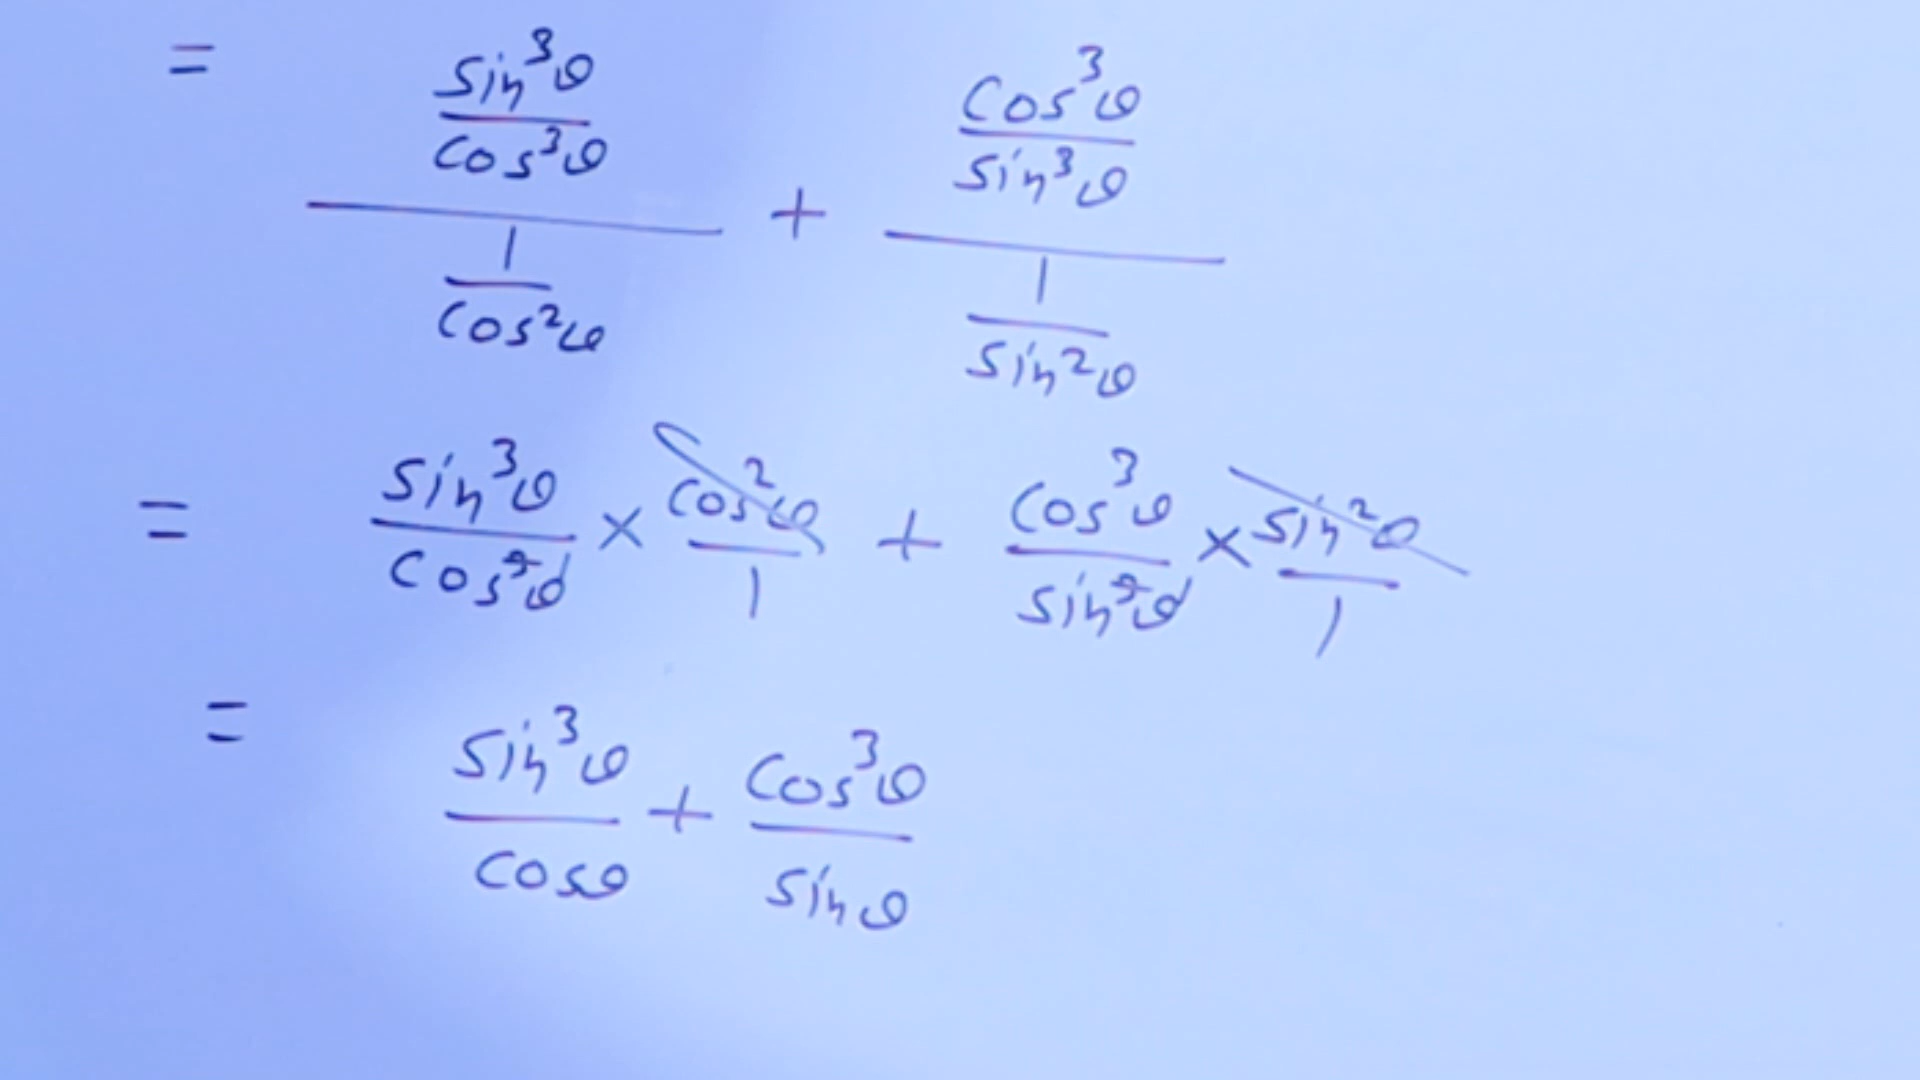 = (sin³θ/cos³θ)/(1/cos²θ) + (cos³θ/sin³θ)/(1/sin²θ)
= sin³θ/cos³θ × cos²θ/1 + cos³θ/sin³θ × sin²θ/1
= sin³θ/cosθ + cos³θ/sinθ